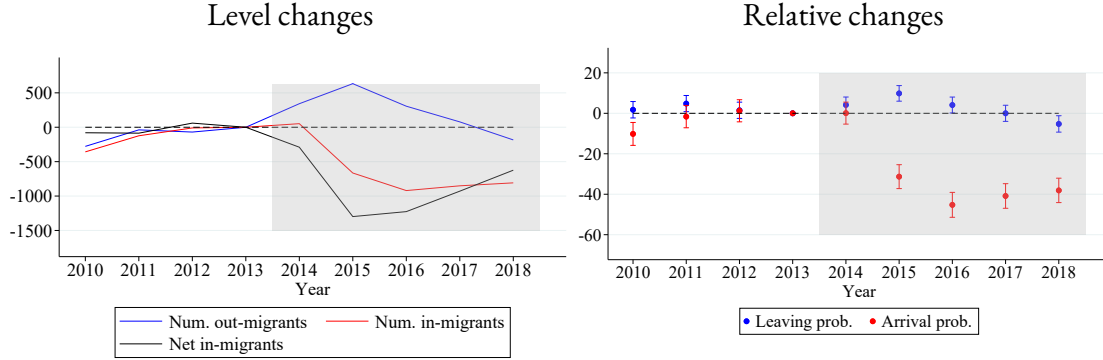 Level changes
500
0
-500
-1000
-1500
2010 2011 2012 2013 2014 2015 2016 2017 2018
Year
Num. out-migrants Num. in-migrants
Net in-migrants
Relative changes
20
0
-20
-40
-60
2010 2011 2012 2013 2014 2015 2016 2017 2018
Year
Leaving prob. Arrival prob.